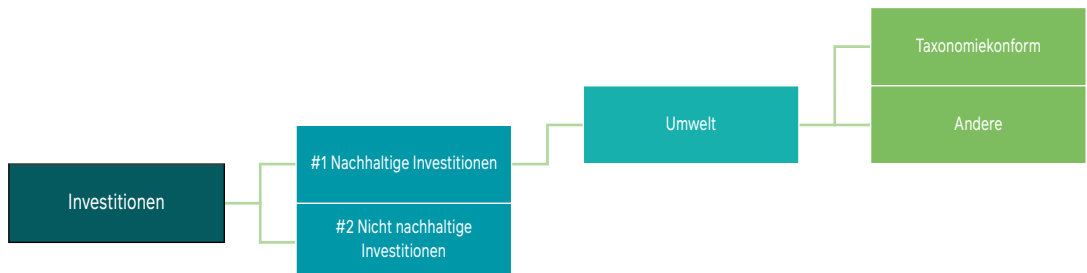 Investitionen
#1 Nachhaltige Investitionen
#2 Nicht nachhaltige
Investitionen
Umwelt
Taxonomiekonform
Andere